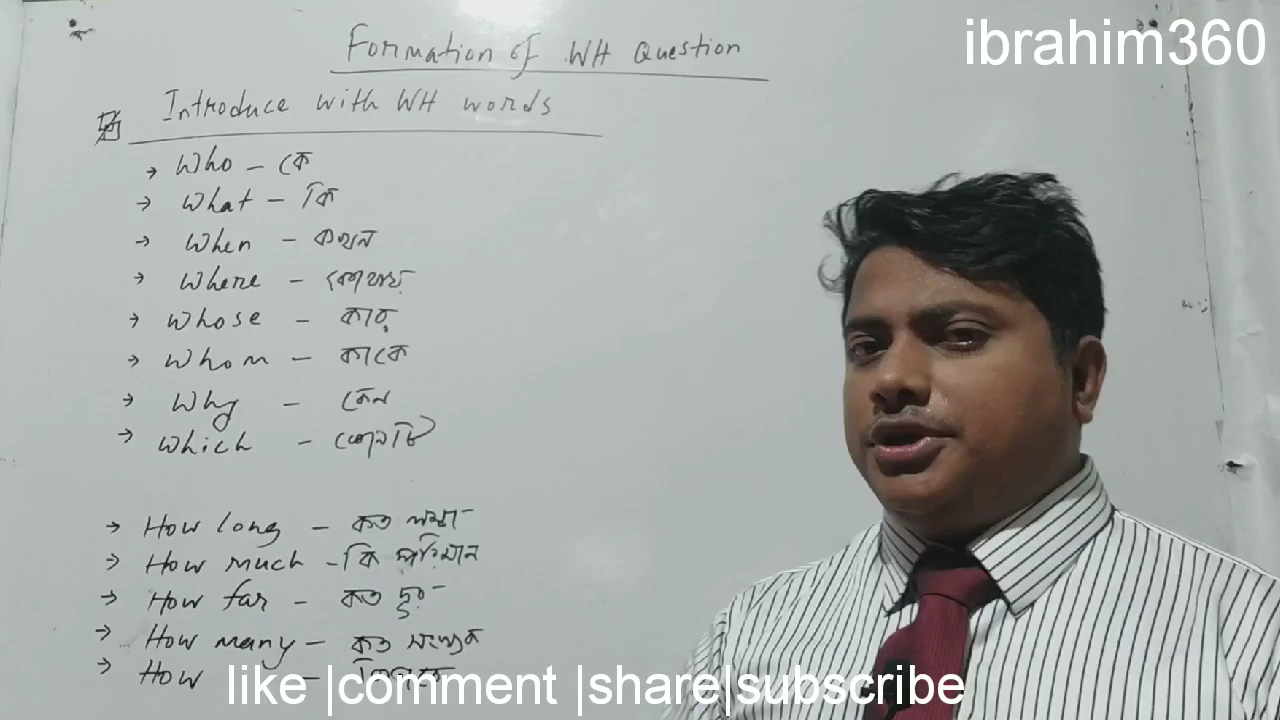 ibrahim360
Formation of WH Question
Introduce with WH words
→ Who – কে
→ What – কি
→ When – কখন
→ Where – কোথায়
→ Whose – কার
→ Whom – কাকে
→ Why – কেন
→ Which – কোনটি
→ How long – কত লম্বা
→ How much – কি পরিমান
→ How far – কত দূর
→ How many – কত সংখ্যক
→ How –
like |comment |share|subscribe